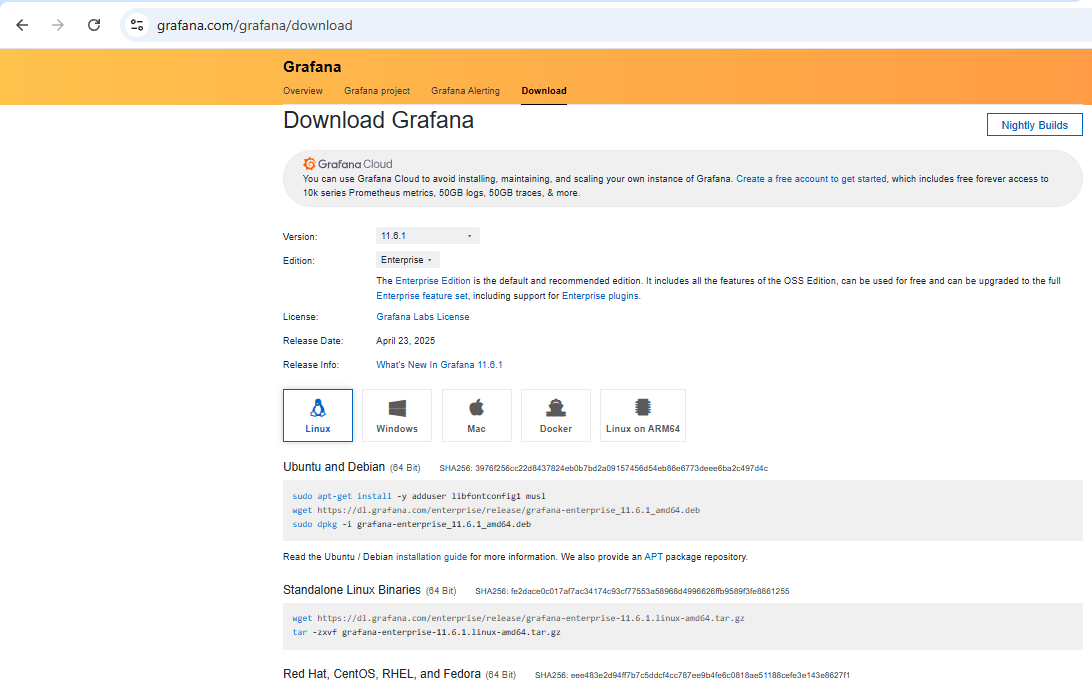 grafana.com/grafana/download
Grafana
Overview Grafana project Grafana Alerting Download
Download Grafana
Nightly Builds
Grafana Cloud
You can use Grafana Cloud to avoid installing, maintaining, and scaling your own instance of Grafana. Create a free account to get started, which includes free forever access to
10k series Prometheus metrics, 50GB logs, 50GB traces, & more.
Version: 11.6.1
Edition: Enterprise
The Enterprise Edition is the default and recommended edition. It includes all the features of the OSS Edition, can be used for free and can be upgraded to the full
Enterprise feature set, including support for Enterprise plugins.
License: Grafana Labs License
Release Date: April 23, 2025
Release Info: What's New In Grafana 11.6.1
Linux Windows Mac Docker Linux on ARM64
Ubuntu and Debian (64 Bit) SHA256: 3976f256cc22d8437824eb0b7bd2a09157456d54eb86e6773deee6ba2c497d4c
sudo apt-get install -y adduser libfontconfig1 musl
wget https://dl.grafana.com/enterprise/release/grafana-enterprise_11.6.1_amd64.deb
sudo dpkg -i grafana-enterprise_11.6.1_amd64.deb
Read the Ubuntu / Debian installation guide for more information. We also provide an APT package repository.
Standalone Linux Binaries (64 Bit) SHA256: fe2dace0c017af7ac34174c93cf77553a58968d4996626ffb9589f3fe8861255
wget https://dl.grafana.com/enterprise/release/grafana-enterprise-11.6.1.linux-amd64.tar.gz
tar -zxvf grafana-enterprise-11.6.1.linux-amd64.tar.gz
Red Hat, CentOS, RHEL, and Fedora (64 Bit) SHA256: eee483e2d94ff7b7c5ddcf4cc787ee9b4fe6c0818ae51188cefe3e143e8627f1